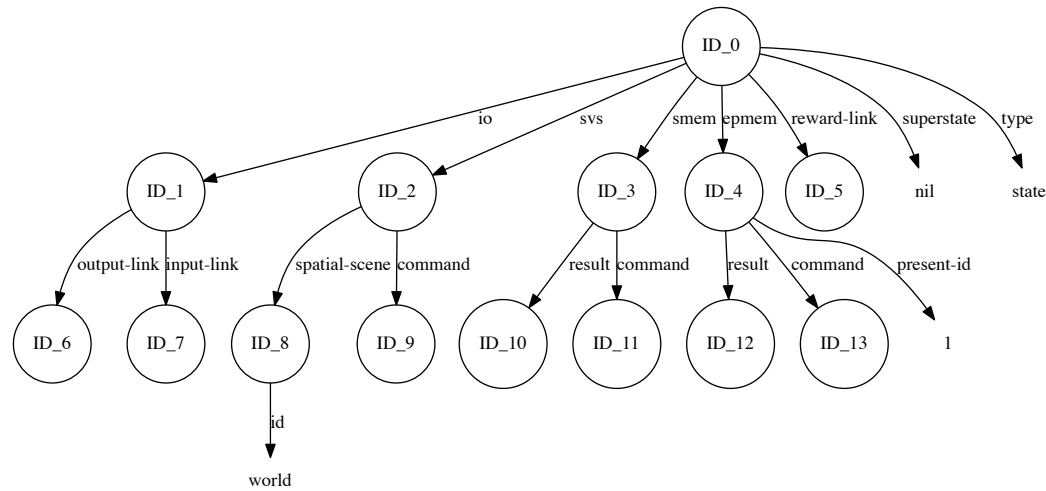 ID_0
io
svs
smem
epmem
reward-link
superstate
type
ID_1
ID_2
ID_3
ID_4
ID_5
nil
state
output-link
input-link
spatial-scene
command
result
command
result
command
present-id
ID_6
ID_7
ID_8
ID_9
ID_10
ID_11
ID_12
ID_13
1
id
world